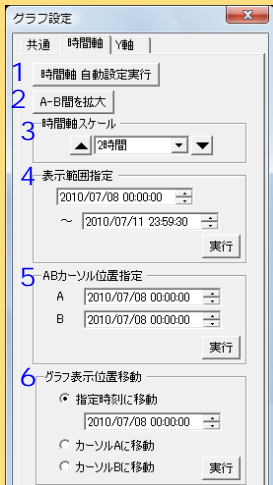 グラフ設定
共通 時間軸 Y軸
1 時間軸 自動設定実行
2 A-B間を拡大
3 時間軸スケール
2時間
4 表示範囲指定
2010/07/08 00:00:00
～ 2010/07/11 23:59:30
実行
5 ABカーソル位置指定
A 2010/07/08 00:00:00
B 2010/07/08 00:00:00
実行
6 グラフ表示位置移動
指定時刻に移動
2010/07/08 00:00:00
カーソルAに移動
カーソルBに移動 実行